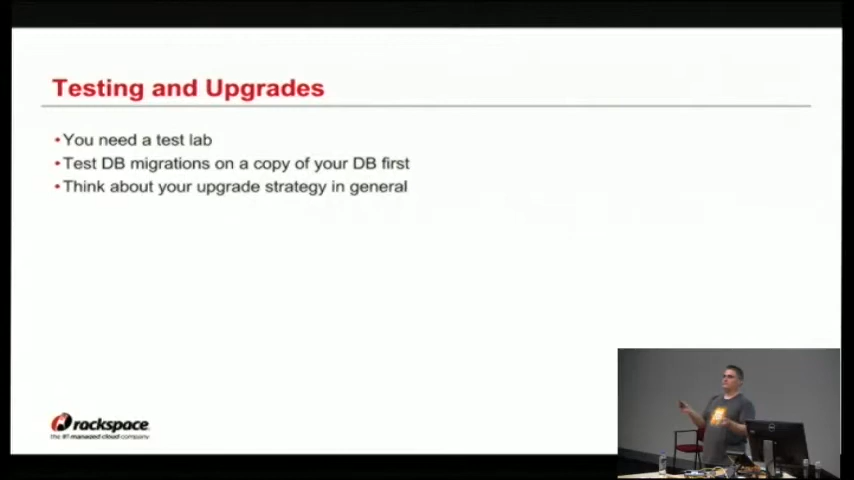 Testing and Upgrades
•You need a test lab
•Test DB migrations on a copy of your DB first
•Think about your upgrade strategy in general
rackspace
the #1 managed cloud company